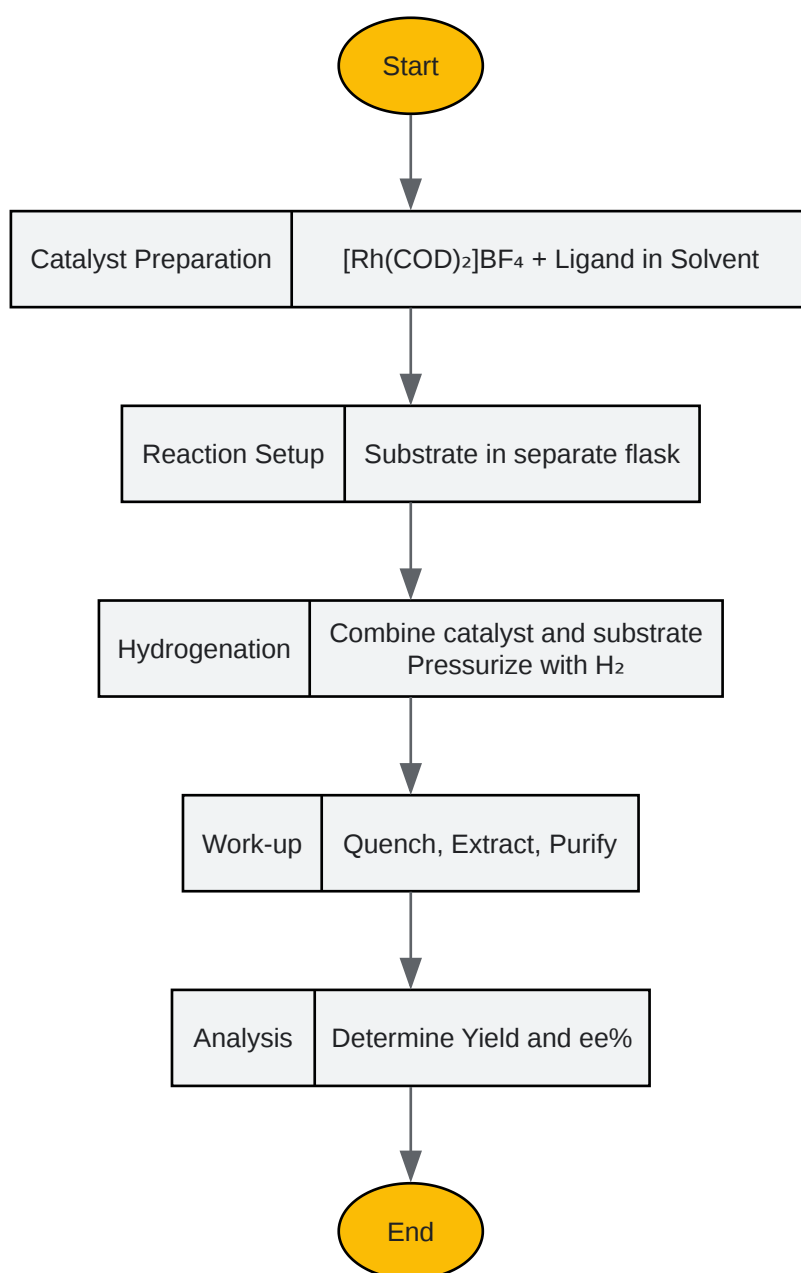 Start
Catalyst Preparation
[Rh(COD)₂]BF₄ + Ligand in Solvent
Reaction Setup
Substrate in separate flask
Hydrogenation
Combine catalyst and substrate
Pressurize with H₂
Work-up
Quench, Extract, Purify
Analysis
Determine Yield and ee%
End